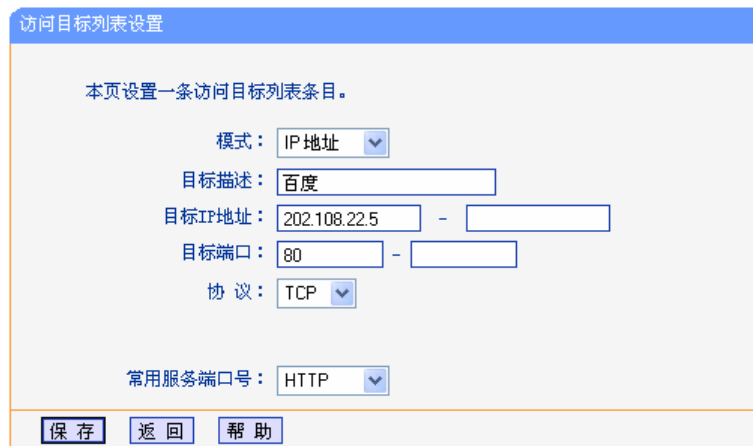 访问目标列表设置
本页设置一条访问目标列表条目。
模式： IP地址
目标描述： 百度
目标IP地址： 202.108.22.5 -
目标端口： 80 -
协 议： TCP
常用服务端口号： HTTP
保 存 返 回 帮 助